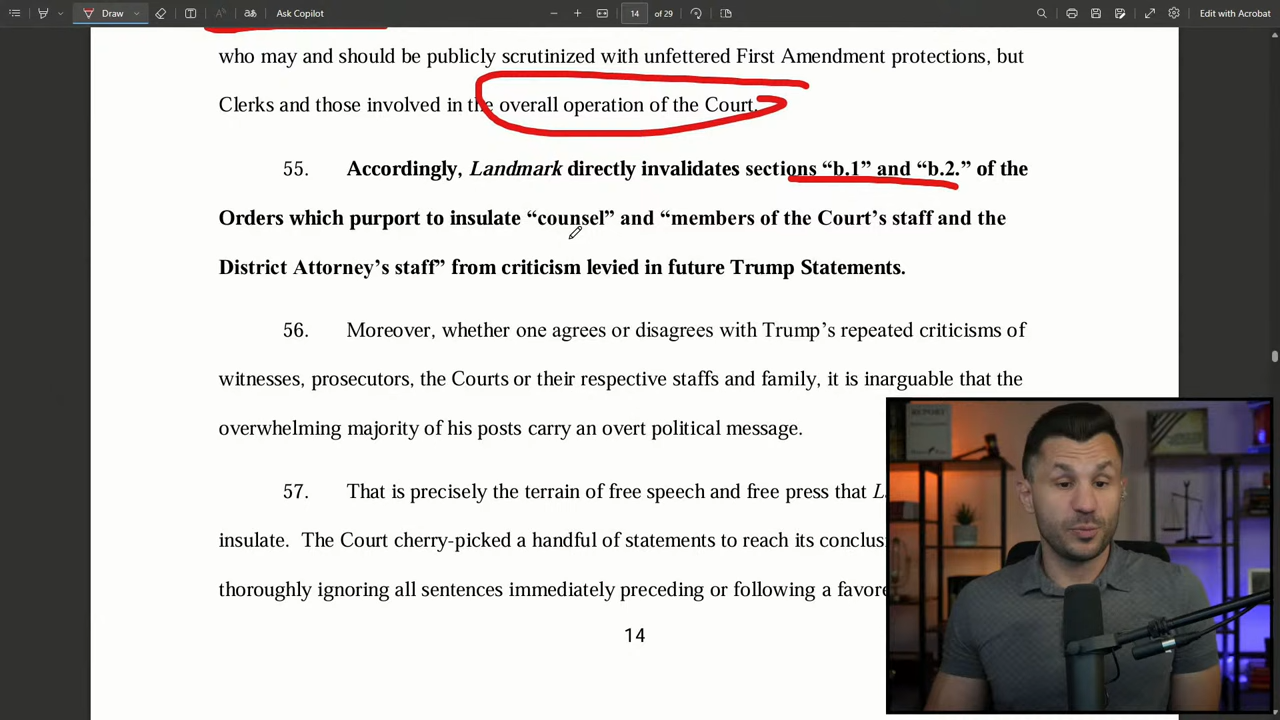 Draw
Ask Copilot
14 of 29
Edit with Acrobat
who may and should be publicly scrutinized with unfettered First Amendment protections, but
Clerks and those involved in the overall operation of the Court.
55. Accordingly, Landmark directly invalidates sections “b.1” and “b.2.” of the
Orders which purport to insulate “counsel” and “members of the Court’s staff and the
District Attorney’s staff” from criticism levied in future Trump Statements.
56. Moreover, whether one agrees or disagrees with Trump’s repeated criticisms of
witnesses, prosecutors, the Courts or their respective staffs and family, it is inarguable that the
overwhelming majority of his posts carry an overt political message.
57. That is precisely the terrain of free speech and free press that
insulate. The Court cherry-picked a handful of statements to reach its
thoroughly ignoring all sentences immediately preceding or following a
14
REPORT